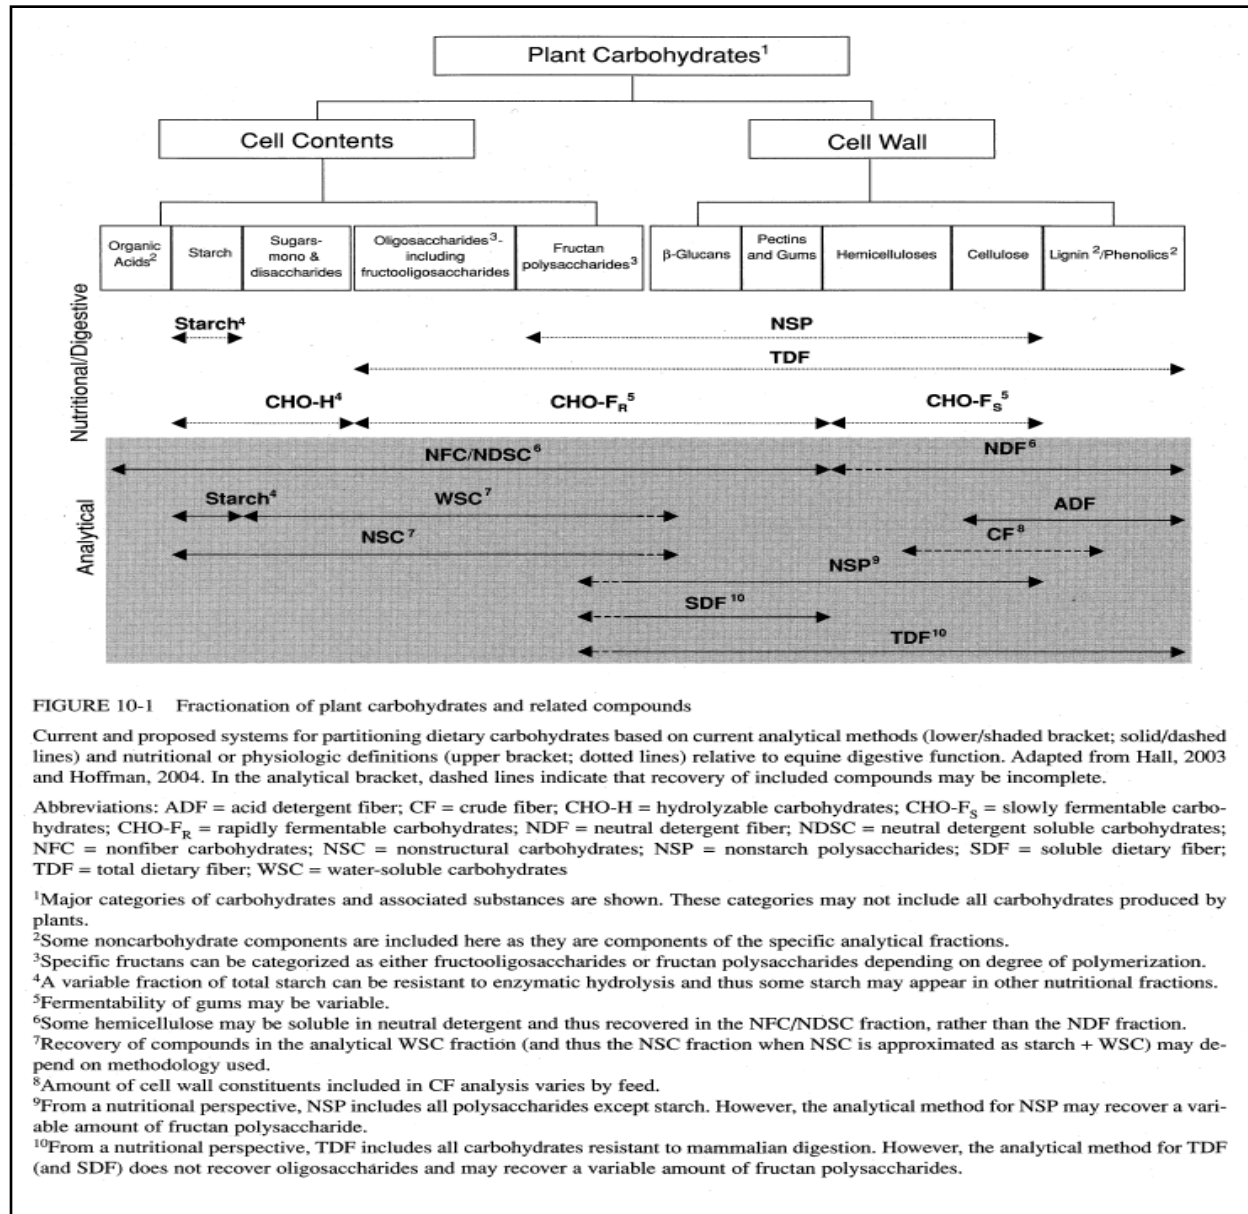 Plant Carbohydrates¹
Cell Contents
Cell Wall
Organic Acids²
Starch
Sugars- mono & disaccharides
Oligosaccharides³- including fructooligosaccharides
Fructan polysaccharides³
β-Glucans
Pectins and Gums
Hemicelluloses
Cellulose
Lignin ²/Phenolics²
Nutritional/Digestive
Starch⁴
NSP
TDF
CHO-H⁴
CHO-F_R⁵
CHO-F_S⁵
Analytical
NFC/NDSC⁶
NDF⁶
Starch⁴
WSC⁷
ADF
NSC⁷
CF⁸
NSP⁹
SDF¹⁰
TDF¹⁰
FIGURE 10-1 Fractionation of plant carbohydrates and related compounds
Current and proposed systems for partitioning dietary carbohydrates based on current analytical methods (lower/shaded bracket; solid/dashed
lines) and nutritional or physiologic definitions (upper bracket; dotted lines) relative to equine digestive function. Adapted from Hall, 2003
and Hoffman, 2004. In the analytical bracket, dashed lines indicate that recovery of included compounds may be incomplete.
Abbreviations: ADF = acid detergent fiber; CF = crude fiber; CHO-H = hydrolyzable carbohydrates; CHO-F_S = slowly fermentable carbo-
hydrates; CHO-F_R = rapidly fermentable carbohydrates; NDF = neutral detergent fiber; NDSC = neutral detergent soluble carbohydrates;
NFC = nonfiber carbohydrates; NSC = nonstructural carbohydrates; NSP = nonstarch polysaccharides; SDF = soluble dietary fiber;
TDF = total dietary fiber; WSC = water-soluble carbohydrates
¹Major categories of carbohydrates and associated substances are shown. These categories may not include all carbohydrates produced by
plants.
²Some noncarbohydrate components are included here as they are components of the specific analytical fractions.
³Specific fructans can be categorized as either fructooligosaccharides or fructan polysaccharides depending on degree of polymerization.
⁴A variable fraction of total starch can be resistant to enzymatic hydrolysis and thus some starch may appear in other nutritional fractions.
⁵Fermentability of gums may be variable.
⁶Some hemicellulose may be soluble in neutral detergent and thus recovered in the NFC/NDSC fraction, rather than the NDF fraction.
⁷Recovery of compounds in the analytical WSC fraction (and thus the NSC fraction when NSC is approximated as starch + WSC) may de-
pend on methodology used.
⁸Amount of cell wall constituents included in CF analysis varies by feed.
⁹From a nutritional perspective, NSP includes all polysaccharides except starch. However, the analytical method for NSP may recover a vari-
able amount of fructan polysaccharide.
¹⁰From a nutritional perspective, TDF includes all carbohydrates resistant to mammalian digestion. However, the analytical method for TDF
(and SDF) does not recover oligosaccharides and may recover a variable amount of fructan polysaccharides.